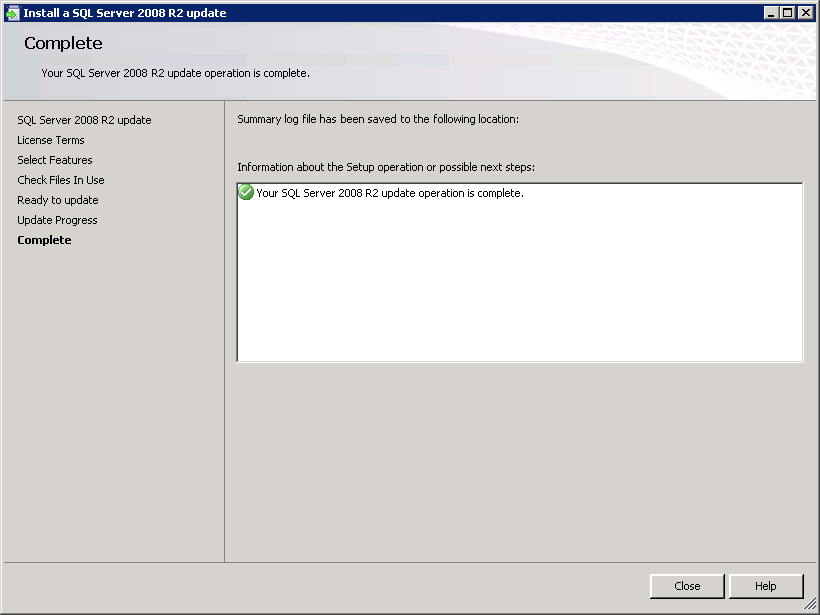 Install a SQL Server 2008 R2 update
Complete
Your SQL Server 2008 R2 update operation is complete.
SQL Server 2008 R2 update
License Terms
Select Features
Check Files In Use
Ready to update
Update Progress
Complete
Summary log file has been saved to the following location:
Information about the Setup operation or possible next steps:
Your SQL Server 2008 R2 update operation is complete.
Close
Help